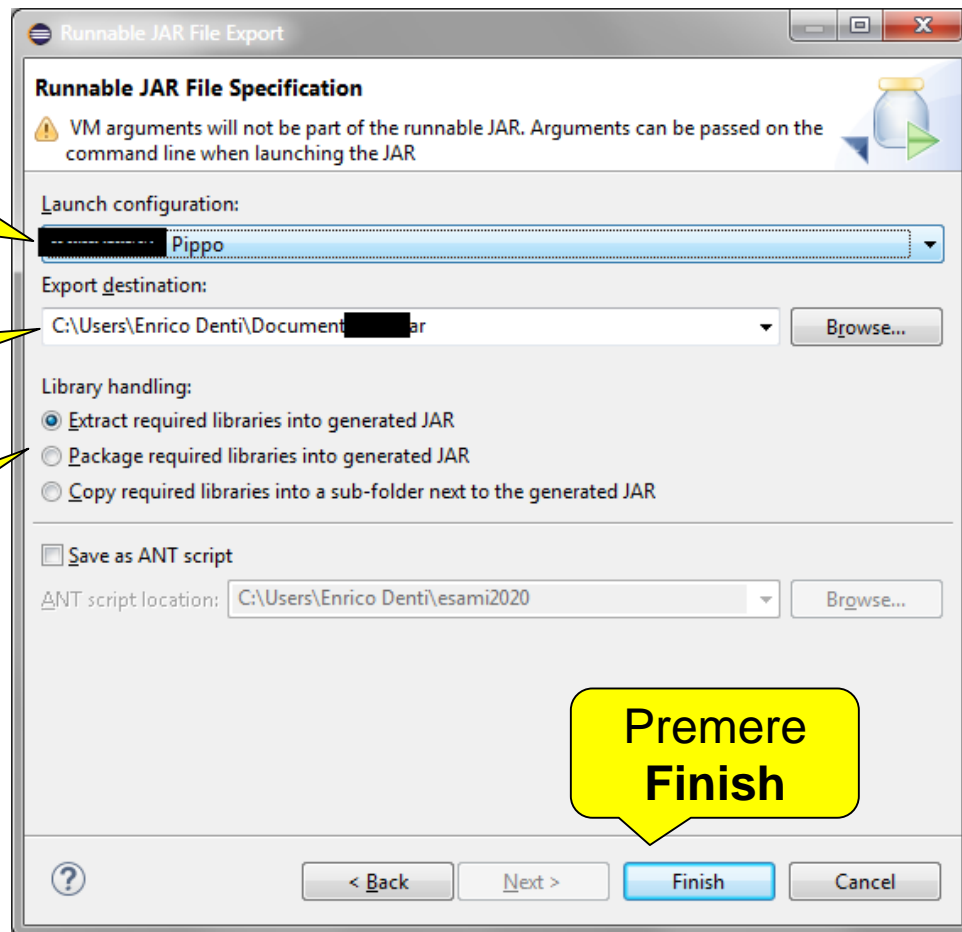 Runnable JAR File Export
Runnable JAR File Specification
VM arguments will not be part of the runnable JAR. Arguments can be passed on the
command line when launching the JAR
Launch configuration:
Pippo
Export destination:
C:\Users\Enrico Denti\Document ar
Browse...
Library handling:
Extract required libraries into generated JAR
Package required libraries into generated JAR
Copy required libraries into a sub-folder next to the generated JAR
Save as ANT script
ANT script location: C:\Users\Enrico Denti\esami2020 Browse...
Premere
Finish
? < Back Next > Finish Cancel